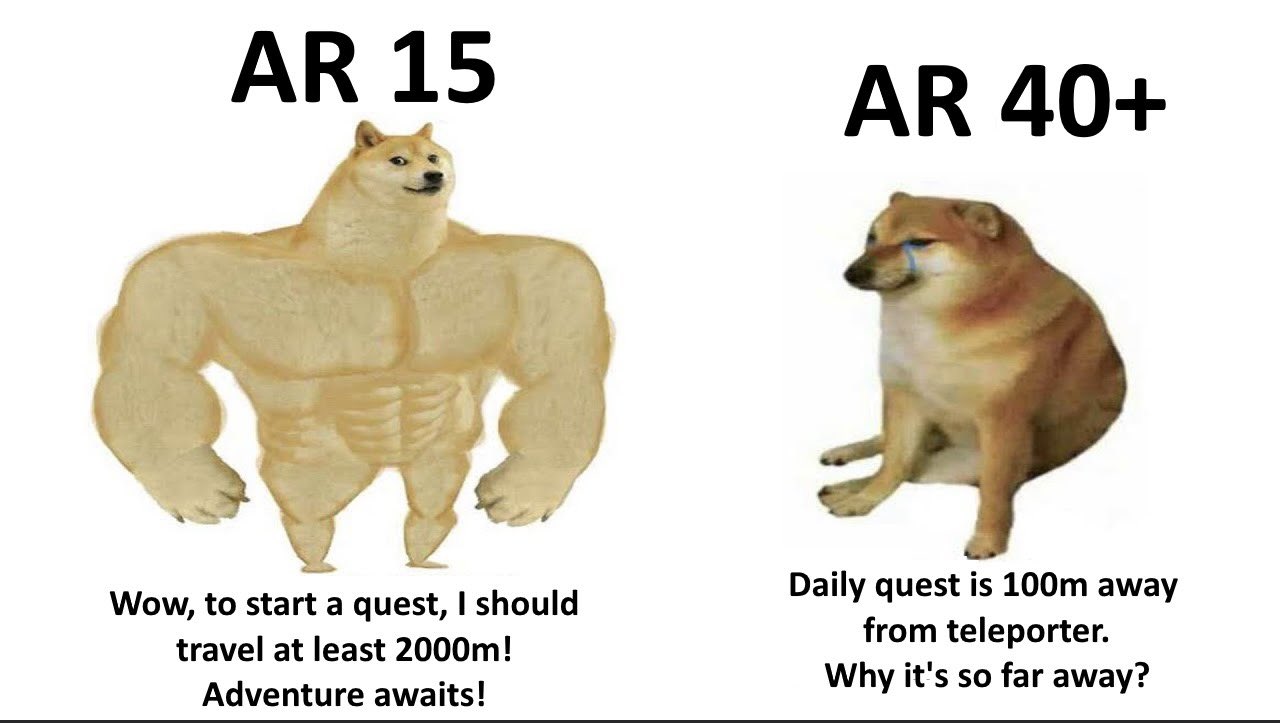 AR 15
Wow, to start a quest, I should
travel at least 2000m!
Adventure awaits!
AR 40+
Daily quest is 100m away
from teleporter.
Why it's so far away?